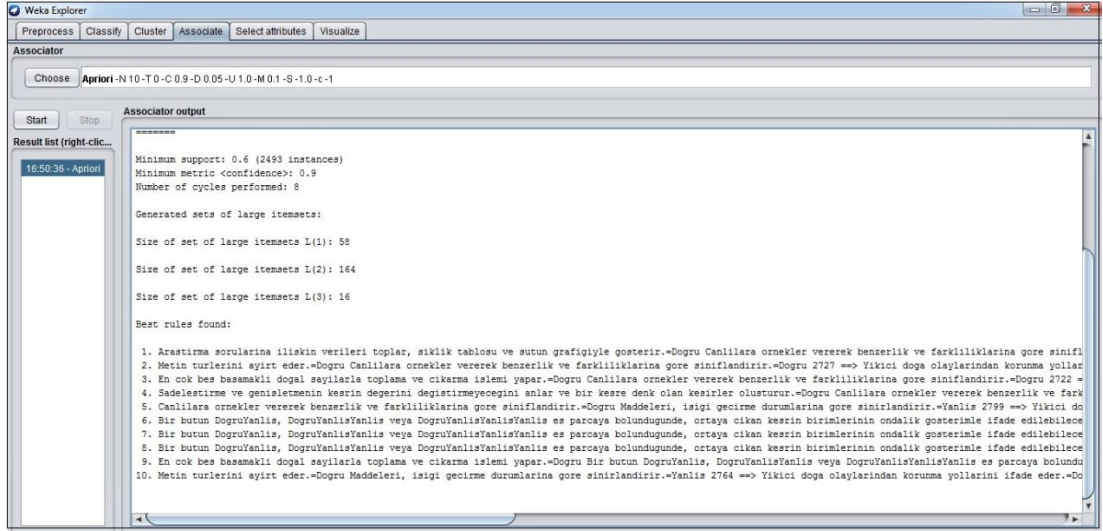 Weka Explorer
Preprocess Classify Cluster Associate Select attributes Visualize
Associator
Choose Apriori -N 10 -T 0 -C 0.9 -D 0.05 -U 1.0 -M 0.1 -S -1.0 -c -1
Start Stop
Associator output
Result list (right-clic...
16:50:36 - Apriori
=======
Minimum support: 0.6 (2493 instances)
Minimum metric <confidence>: 0.9
Number of cycles performed: 8
Generated sets of large itemsets:
Size of set of large itemsets L(1): 58
Size of set of large itemsets L(2): 164
Size of set of large itemsets L(3): 16
Best rules found:
1. Arastirma sorularina iliskin verileri toplar, siklik tablosu ve sutun grafigiyle gosterir.=Dogru Canlilara ornekler vererek benzerlik ve farkliliklarina gore sinifl
2. Metin turlerini ayirt eder.=Dogru Canlilara ornekler vererek benzerlik ve farkliliklarina gore siniflandirir.=Dogru 2727 ==> Yikici doga olaylarindan korunma yollar
3. En cok bes basamakli dogal sayilarla toplama ve cikarma islemi yapar.=Dogru Canlilara ornekler vererek benzerlik ve farkliliklarina gore siniflandirir.=Dogru 2722 =
4. Sadelestirme ve genisletmenin kesrin degerini degistirmeyecegini anlar ve bir kesre denk olan kesirler olusturur.=Dogru Canlilara ornekler vererek benzerlik ve fark
5. Canlilara ornekler vererek benzerlik ve farkliliklarina gore siniflandirir.=Dogru Maddeleri, isigi gecirme durumlarina gore sinirlandirir.=Yanlis 2799 ==> Yikici do
6. Bir butun DogruYanlis, DogruYanlisYanlis veya DogruYanlisYanlis es parcaya bolundugunde, ortaya cikan kesrin birimlerinin ondalik gosterimle ifade edilebilece
7. Bir butun DogruYanlis, DogruYanlisYanlis veya DogruYanlisYanlis es parcaya bolundugunde, ortaya cikan kesrin birimlerinin ondalik gosterimle ifade edilebilece
8. Bir butun DogruYanlis, DogruYanlisYanlis veya DogruYanlisYanlis es parcaya bolundugunde, ortaya cikan kesrin birimlerinin ondalik gosterimle ifade edilebilece
9. En cok bes basamakli dogal sayilarla toplama ve cikarma islemi yapar.=Dogru Bir butun DogruYanlis, DogruYanlisYanlis veya DogruYanlisYanlisYanlis es parcaya bolundu
10. Metin turlerini ayirt eder.=Dogru Maddeleri, isigi gecirme durumlarina gore sinirlandirir.=Yanlis 2764 ==> Yikici doga olaylarindan korunma yollarini ifade eder.=Do